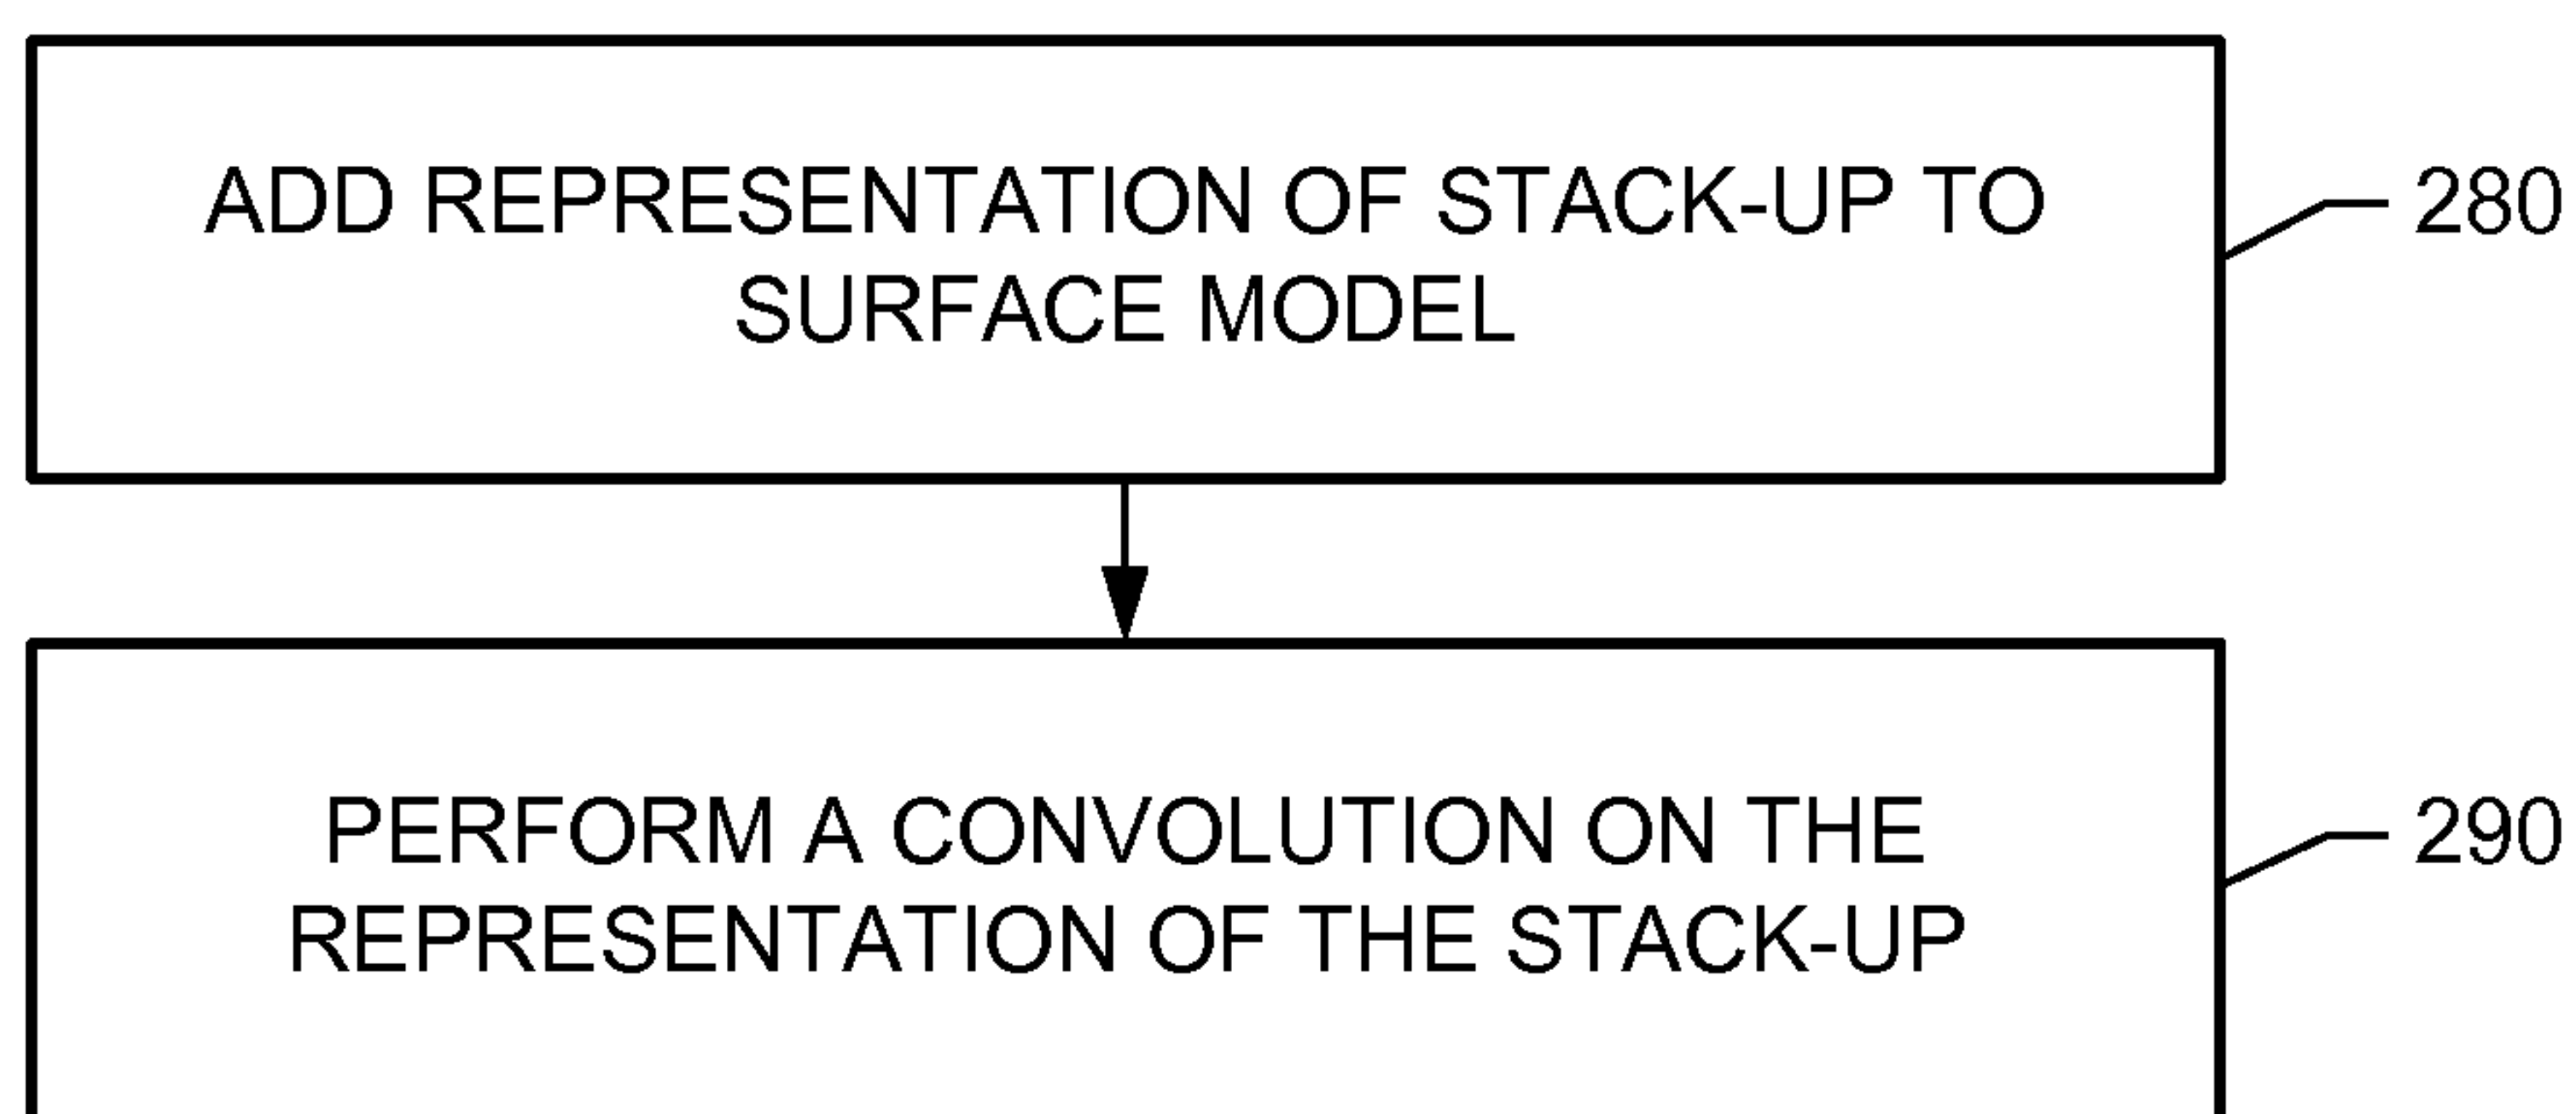 ADD REPRESENTATION OF STACK-UP TO
SURFACE MODEL
280
PERFORM A CONVOLUTION ON THE
REPRESENTATION OF THE STACK-UP
290